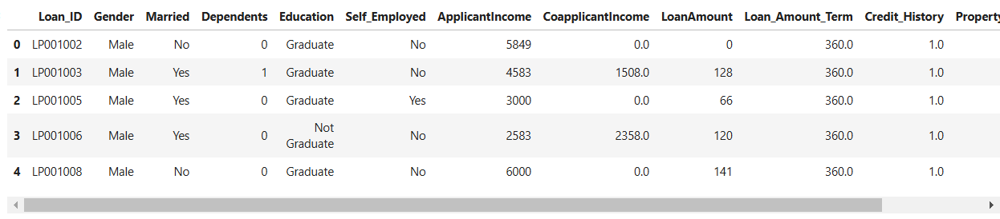 Loan_ID Gender Married Dependents Education Self_Employed ApplicantIncome CoapplicantIncome LoanAmount Loan_Amount_Term Credit_History Property
0 LP001002 Male No 0 Graduate No 5849 0.0 0 360.0 1.0
1 LP001003 Male Yes 1 Graduate No 4583 1508.0 128 360.0 1.0
2 LP001005 Male Yes 0 Graduate Yes 3000 0.0 66 360.0 1.0
3 LP001006 Male Yes 0 Not Graduate No 2583 2358.0 120 360.0 1.0
4 LP001008 Male No 0 Graduate No 6000 0.0 141 360.0 1.0